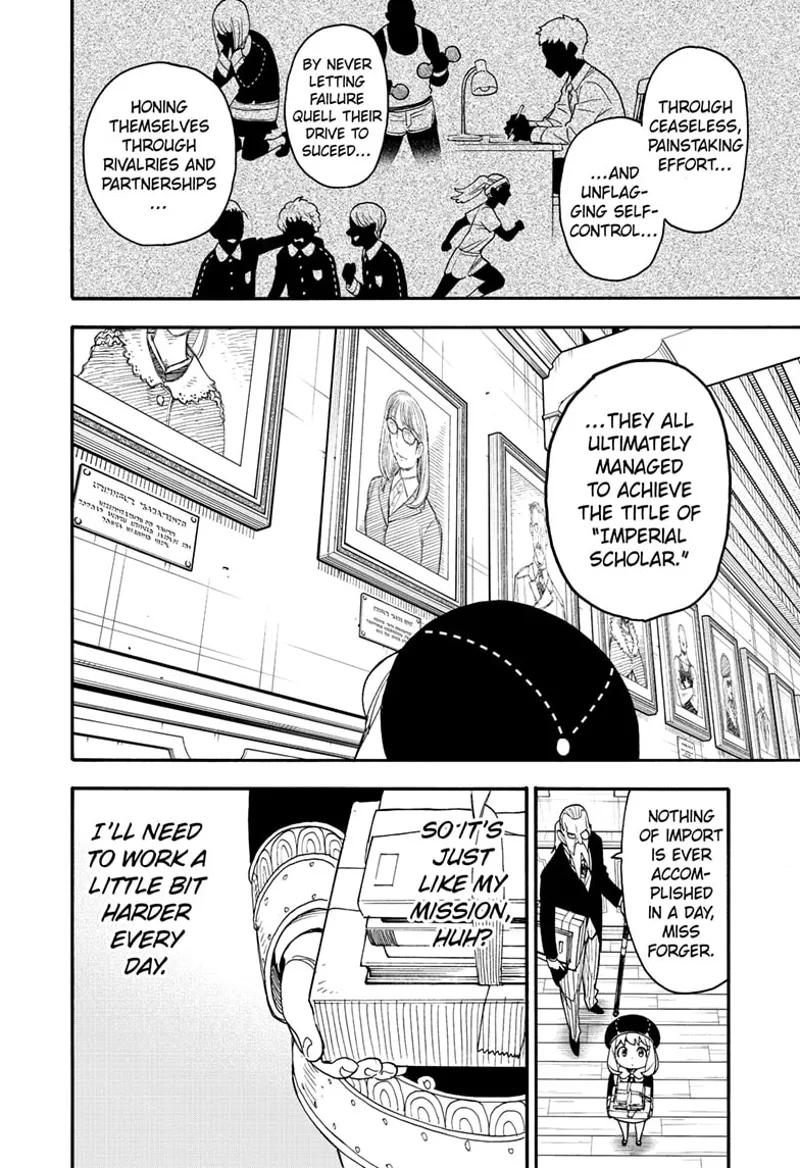 THROUGH
CEASELESS,
PAINSTAKING
EFFORT...
...AND
UNFLAG-
GING SELF-
CONTROL...
BY NEVER
LETTING
FAILURE
QUELL THEIR
DRIVE TO
SUCEED...
HONING
THEMSELVES
THROUGH
RIVALRIES AND
PARTNERSHIPS
...
...THEY ALL
ULTIMATELY
MANAGED
TO ACHIEVE
THE TITLE OF
"IMPERIAL
SCHOLAR."
NOTHING
OF IMPORT
IS EVER
ACCOM-
PLISHED
IN A DAY,
MISS
FORGER.
SO IT'S
JUST
LIKE MY
MISSION,
HUH?
I'LL NEED
TO WORK A
LITTLE BIT
HARDER
EVERY
DAY.